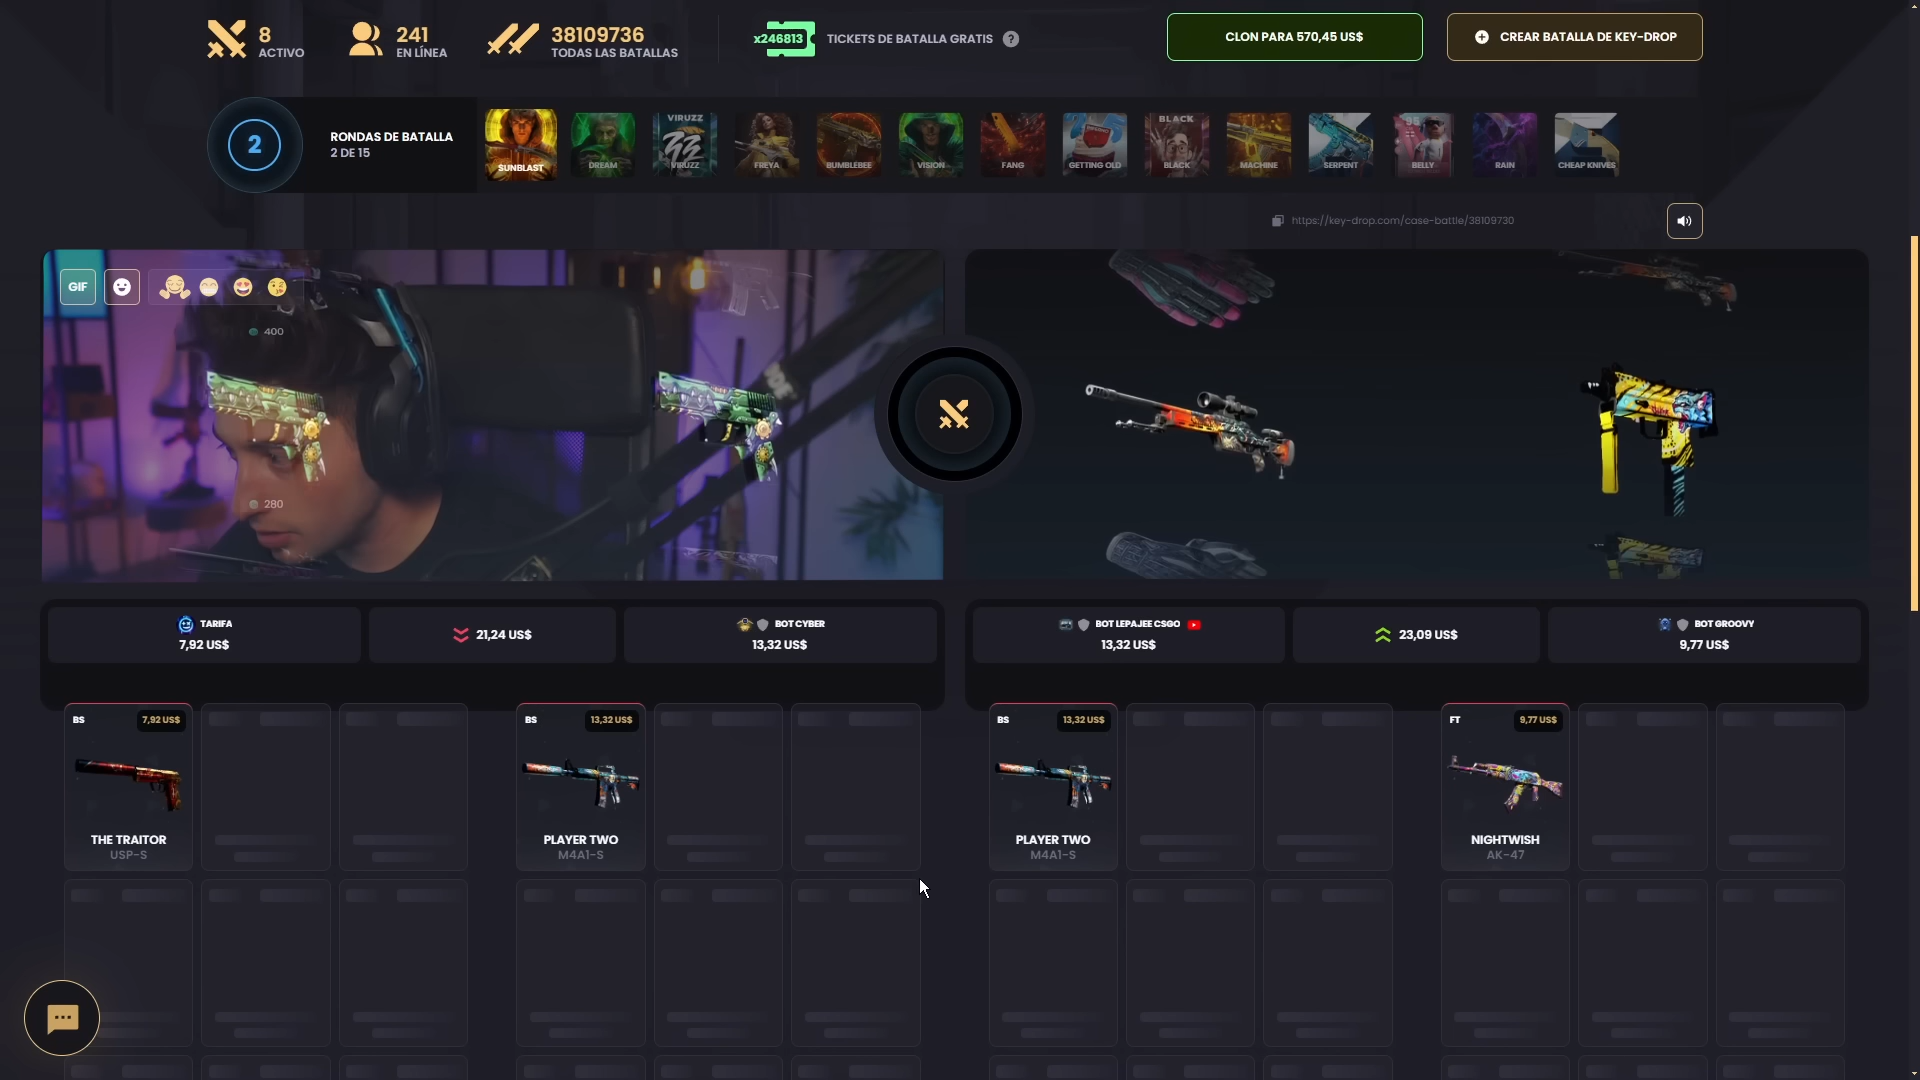 8
ACTIVO
241
EN LÍNEA
38109736
TODAS LAS BATALLAS
x246813
TICKETS DE BATALLA GRATIS
?
CLON PARA 570,45 US$
CREAR BATALLA DE KEY-DROP
2
RONDAS DE BATALLA
2 DE 15
SUNBLAST
DREAM
VIRUZZ
VIRUZZ
FREYA
BUMBLEBEE
VISION
FANG
GETTING OLD
BLACK
BLACK
MACHINE
SERPENT
BELLY
RAIN
CHEAP KNIVES
https://key-drop.com/case-battle/38109730
GIF
400
280
TARIFA
7,92 US$
21,24 US$
BOT CYBER
13,32 US$
BOT LEPAJEE CSGO
13,32 US$
23,09 US$
BOT GROOVY
9,77 US$
BS
7,92 US$
THE TRAITOR
USP-S
BS
13,32 US$
PLAYER TWO
M4A1-S
BS
13,32 US$
PLAYER TWO
M4A1-S
FT
9,77 US$
NIGHTWISH
AK-47